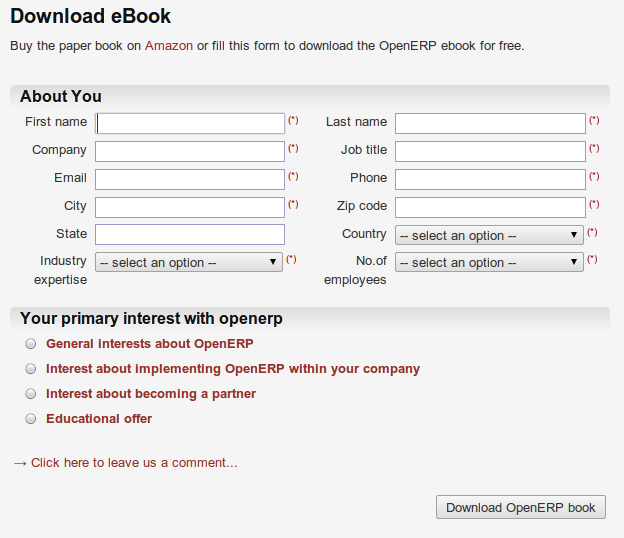 Download eBook
Buy the paper book on Amazon or fill this form to download the OpenERP ebook for free.
About You
First name (*) Last name (*)
Company (*) Job title (*)
Email (*) Phone (*)
City (*) Zip code (*)
State Country -- select an option -- (*)
Industry -- select an option -- (*) No.of -- select an option -- (*)
expertise employees
Your primary interest with openerp
General interests about OpenERP
Interest about implementing OpenERP within your company
Interest about becoming a partner
Educational offer
→ Click here to leave us a comment...
Download OpenERP book